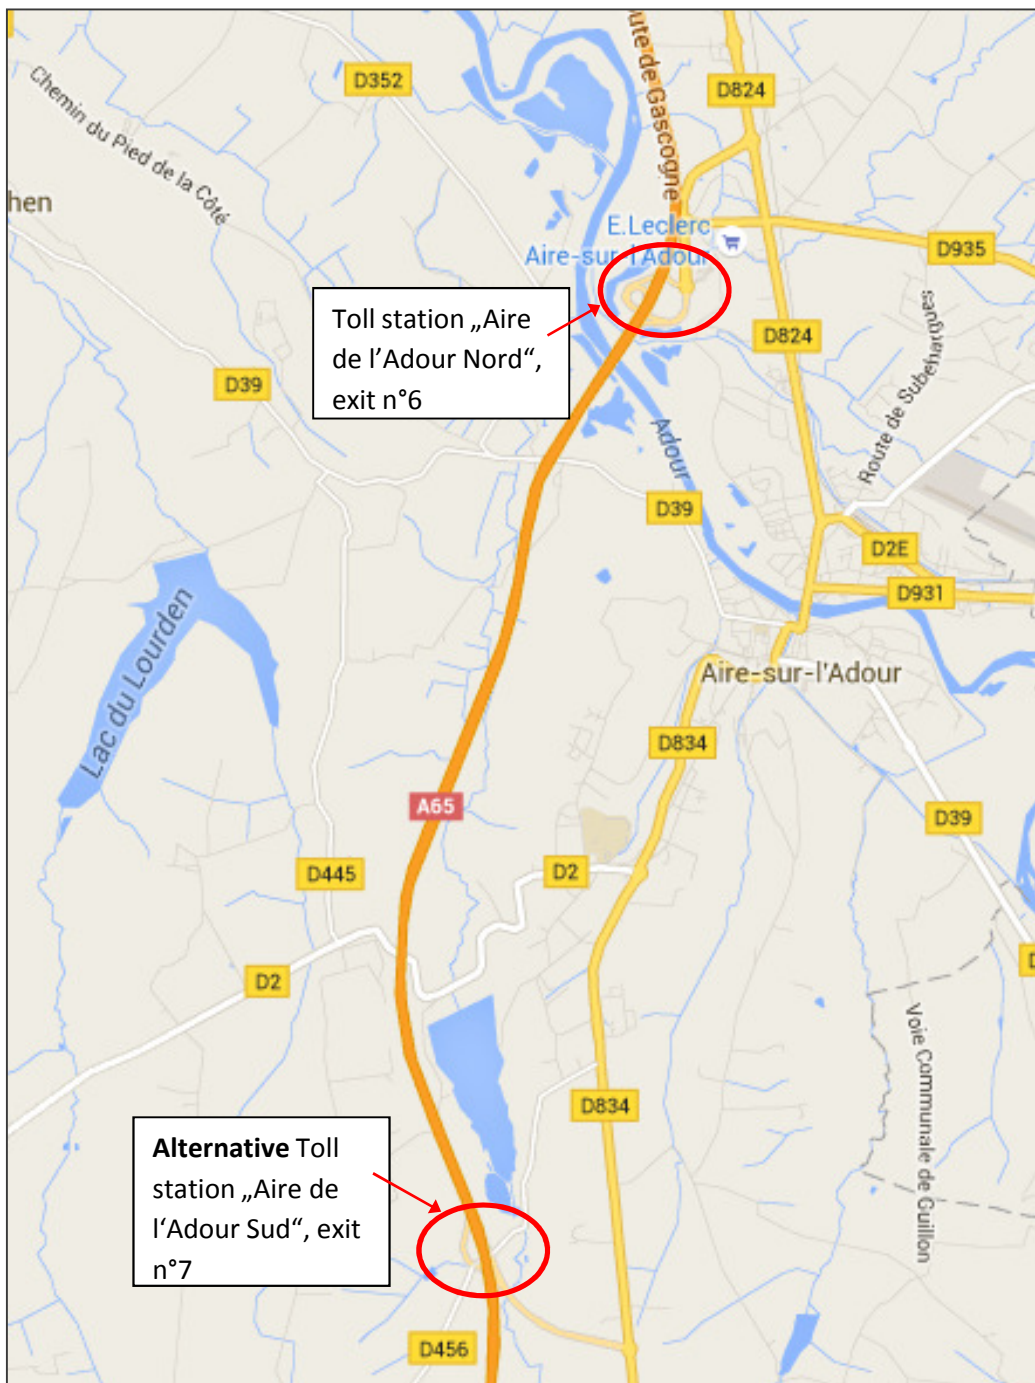 D352
D824
oute de Gascogne
Chemin du Pied de la Côté
hen
E.Leclerc
Aire-sur-l'Adour
D935
Toll station „Aire
de l’Adour Nord“,
exit n°6
D824
Route de Subehargues
D39
Adour
D39
D2E
D931
Lac du Lourden
Aire-sur-l'Adour
D834
A65
D39
D445
D2
D2
D
Voie Communale de Guillon
D834
Alternative Toll
station „Aire de
l‘Adour Sud“, exit
n°7
D456